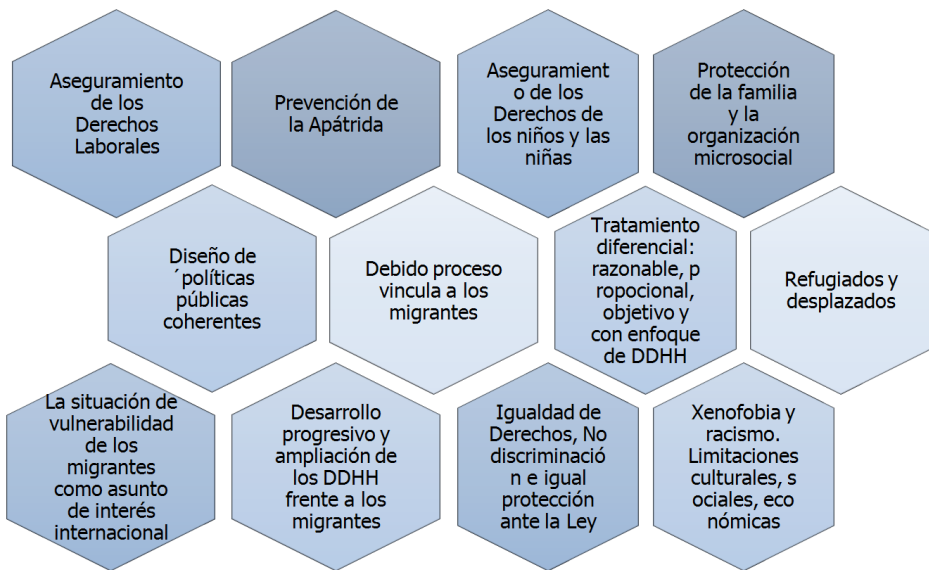 Aseguramiento
de los
Derechos
Laborales
Prevención de
la Apátrida
Aseguramient
o de los
Derechos de
los niños y las
niñas
Protección
de la familia
y la
organización
microsocial
Diseño de
´políticas
públicas
coherentes
Debido proceso
vincula a los
migrantes
Tratamiento
diferencial:
razonable, p
ropocional,
objetivo y
con enfoque
de DDHH
Refugiados y
desplazados
La situación de
vulnerabilidad
de los
migrantes
como asunto
de interés
internacional
Desarrollo
progresivo y
ampliación de
los DDHH
frente a los
migrantes
Igualdad de
Derechos, No
discriminació
n e igual
protección
ante la Ley
Xenofobia y
racismo.
Limitaciones
culturales, s
ociales, eco
nómicas